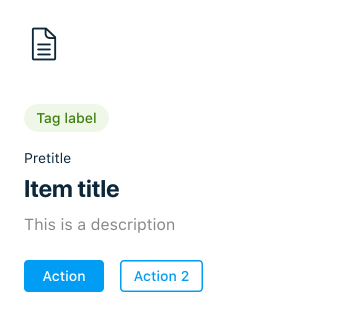 Tag label
Pretitle
Item title
This is a description
Action Action 2